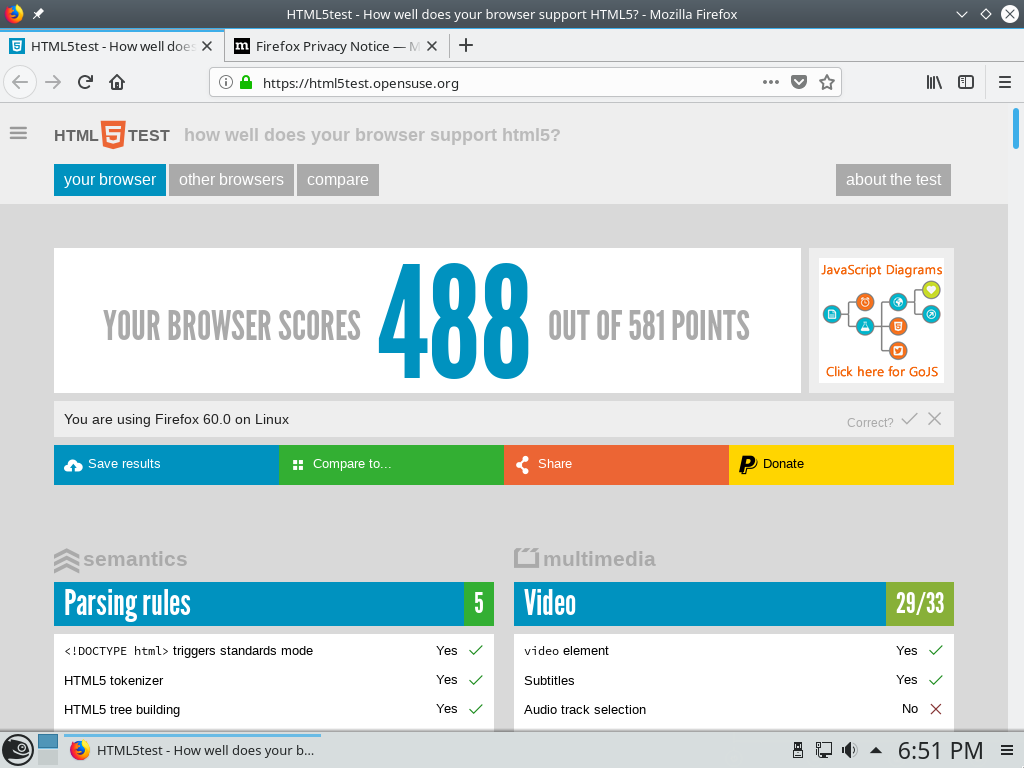 HTML5test - How well does your browser support HTML5? - Mozilla Firefox
HTML5test - How well does
Firefox Privacy Notice — M
https://html5test.opensuse.org
HTML 5 TEST how well does your browser support html5?
your browser other browsers compare about the test
YOUR BROWSER SCORES 488 OUT OF 581 POINTS
JavaScript Diagrams
Click here for GoJS
You are using Firefox 60.0 on Linux Correct?
Save results Compare to... Share Donate
semantics
Parsing rules 5
<!DOCTYPE html> triggers standards mode Yes
HTML5 tokenizer Yes
HTML5 tree building Yes
multimedia
Video 29/33
video element Yes
Subtitles Yes
Audio track selection No
HTML5test - How well does your b...
6:51 PM